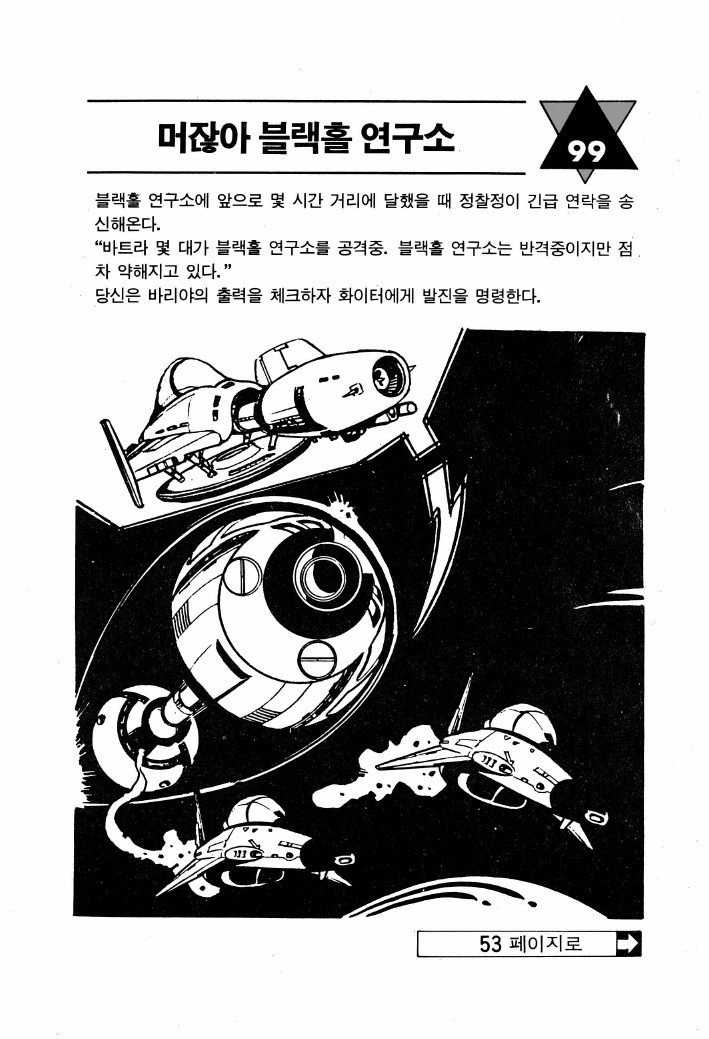 머잖아 블랙홀 연구소
99
블랙홀 연구소에 앞으로 몇 시간 거리에 달했을 때 정찰정이 긴급 연락을 송
신해온다.
“바트라 몇 대가 블랙홀 연구소를 공격중. 블랙홀 연구소는 반격중이지만 점
차 약해지고 있다.”
당신은 바리야의 출력을 체크하자 화이터에게 발진을 명령한다.
53 페이지로